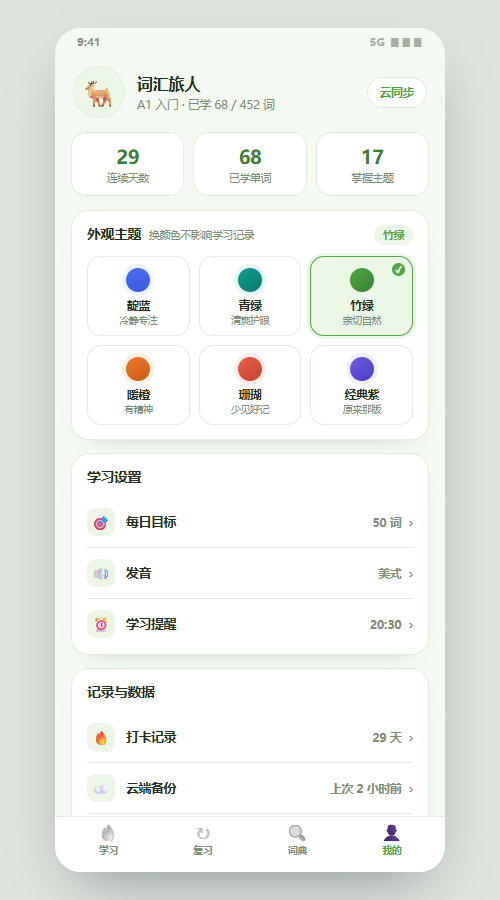 9:41
5G
词汇旅人
A1 入门 · 已学 68 / 452 词
云同步
29
连续天数
68
已学单词
17
掌握主题
外观主题 换颜色不影响学习记录
竹绿
靛蓝
冷静专注
青绿
清爽护眼
竹绿
亲切自然
暖橙
有精神
珊瑚
少见好记
经典紫
原来那版
学习设置
每日目标
50 词 ›
发音
美式 ›
学习提醒
20:30 ›
记录与数据
打卡记录
29 天 ›
云端备份
上次 2 小时前 ›
学习
复习
词典
我的